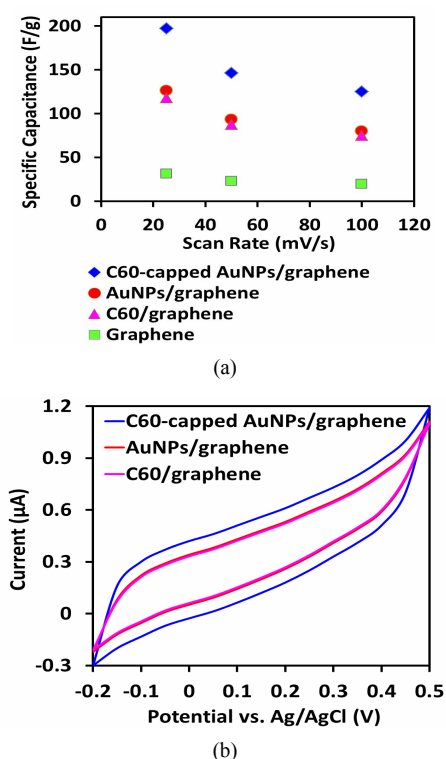 Specific Capacitance (F/g)
200
150
100
50
0
0 20 40 60 80 100 120
Scan Rate (mV/s)
C60-capped AuNPs/graphene
AuNPs/graphene
C60/graphene
Graphene
(a)
Currrent (µA)
1.2
0.9
0.6
0.3
0
-0.3
C60-capped AuNPs/graphene
AuNPs/graphene
C60/graphene
-0.2 -0.1 0 0.1 0.2 0.3 0.4 0.5
Potential vs. Ag/AgCl (V)
(b)